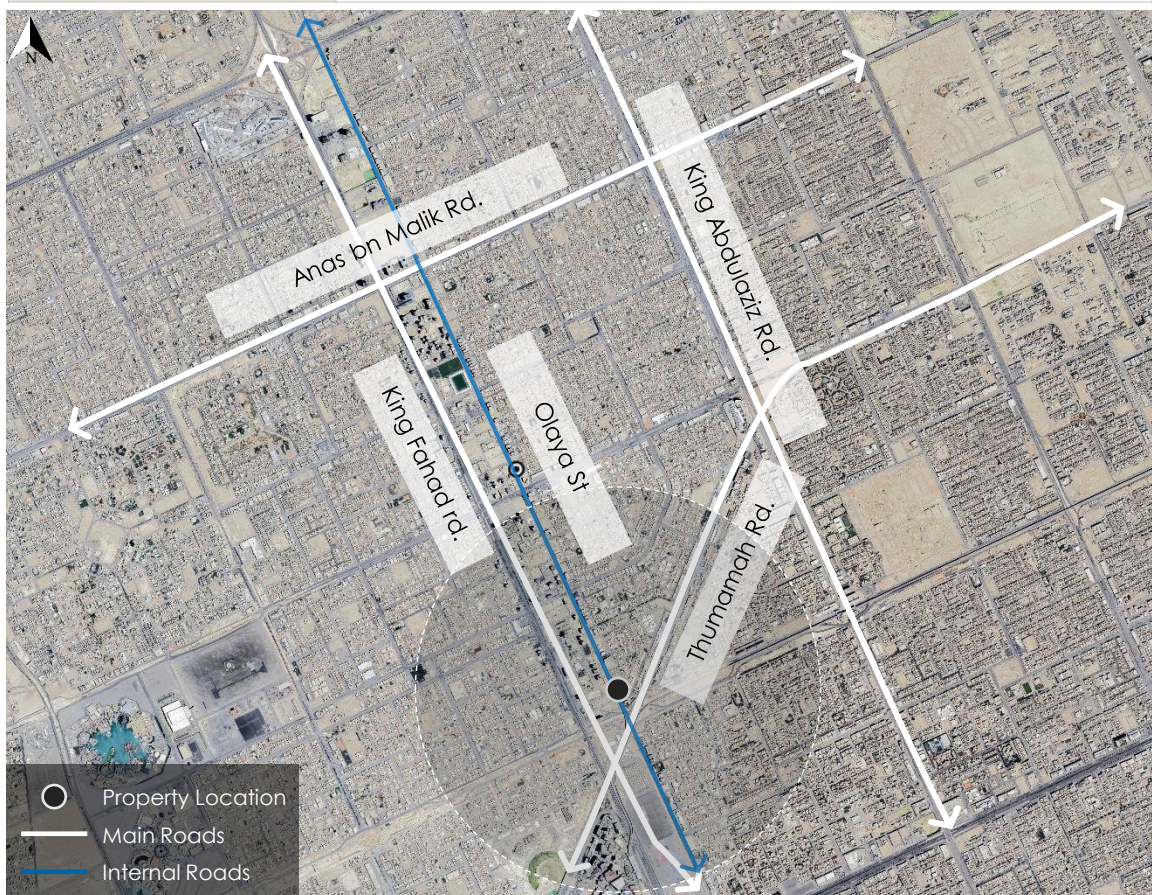 N
Anas bn Malik Rd.
King Abdulaziz Rd.
King Fahad rd.
Olaya St
Thumamah Rd.
Property Location
Main Roads
Internal Roads